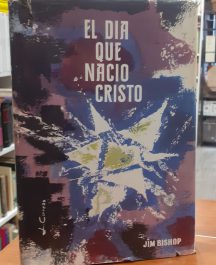 EL DIA
QUE
NACIO
CRISTO
JIM BISHOP